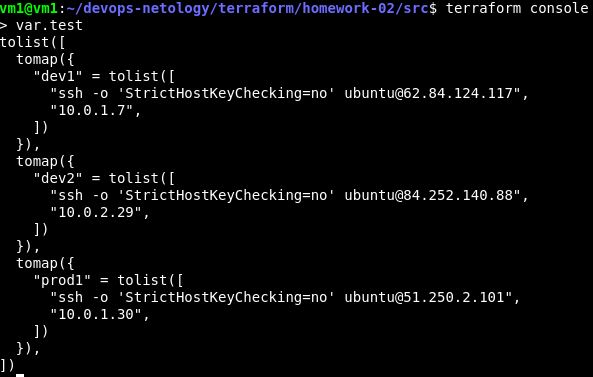 vm1@vm1:~/devops-netology/terraform/homework-02/src$ terraform console
> var.test
tolist([
  tomap({
    "dev1" = tolist([
      "ssh -o 'StrictHostKeyChecking=no' ubuntu@62.84.124.117",
      "10.0.1.7",
    ])
  }),
  tomap({
    "dev2" = tolist([
      "ssh -o 'StrictHostKeyChecking=no' ubuntu@84.252.140.88",
      "10.0.2.29",
    ])
  }),
  tomap({
    "prod1" = tolist([
      "ssh -o 'StrictHostKeyChecking=no' ubuntu@51.250.2.101",
      "10.0.1.30",
    ])
  }),
])